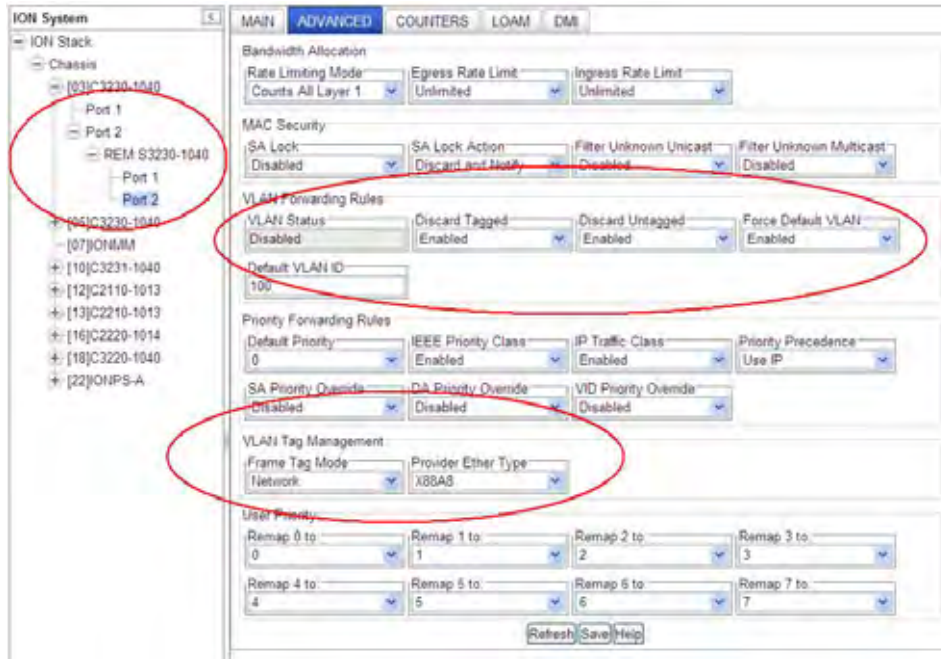 ION System
ION Stack
Chassis
[03]C3230-1040
Port 1
Port 2
REM S3230-1040
Port 1
Port 2
[05]C3230-1040
[07]IONMM
[10]C3231-1040
[12]C2110-1013
[13]C2210-1013
[16]C2220-1014
[18]C3220-1040
[22]IONPS-A
MAIN ADVANCED COUNTERS LOAM DMI
Bandwidth Allocation
Rate Limiting Mode Egress Rate Limit Ingress Rate Limit
Counts All Layer 1 Unlimited Unlimited
MAC Security
SA Lock SA Lock Action Filter Unknown Unicast Filter Unknown Multicast
Disabled Discard and Notify Disabled Disabled
VLAN Forwarding Rules
VLAN Status Discard Tagged Discard Untagged Force Default VLAN
Disabled Enabled Enabled Enabled
Default VLAN ID
100
Priority Forwarding Rules
Default Priority IEEE Priority Class IP Traffic Class Priority Precedence
0 Enabled Enabled Use IP
SA Priority Override DA Priority Override VID Priority Override
Disabled Disabled Disabled
VLAN Tag Management
Frame Tag Mode Provider Ether Type
Network X88A8
User Priority
Remap 0 to Remap 1 to Remap 2 to Remap 3 to
0 1 2 3
Remap 4 to Remap 5 to Remap 6 to Remap 7 to
4 5 6 7
Refresh Save Help